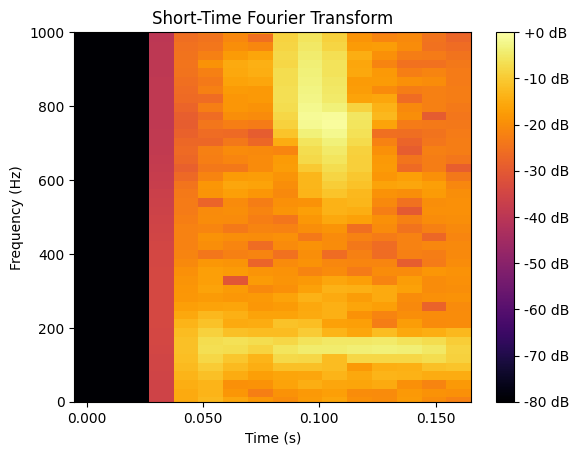 Short-Time Fourier Transform
Frequency (Hz)
1000
800
600
400
200
0
0.000
0.050
0.100
0.150
Time (s)
+0 dB
-10 dB
-20 dB
-30 dB
-40 dB
-50 dB
-60 dB
-70 dB
-80 dB